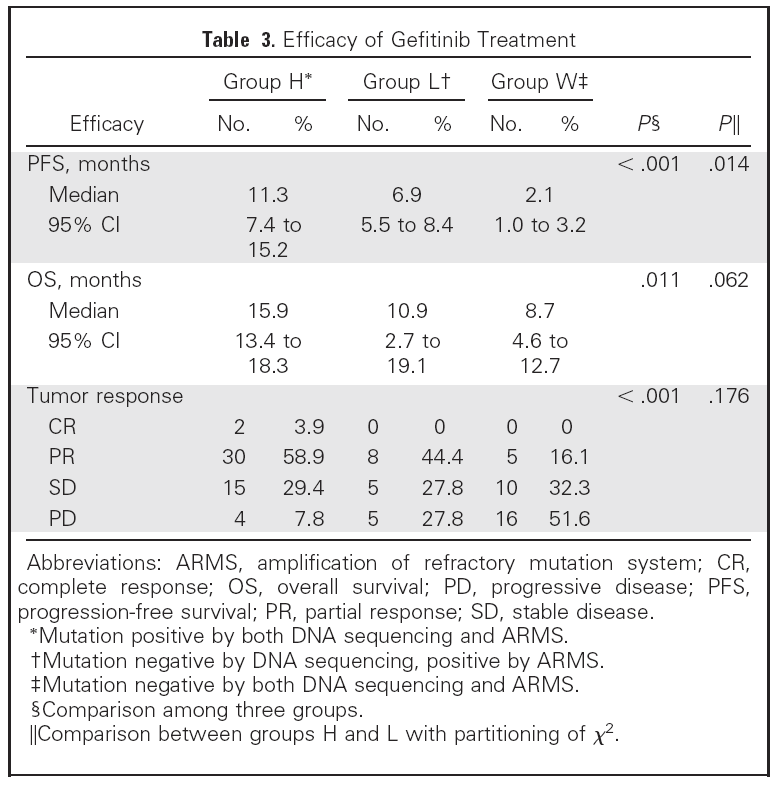 Table 3. Efficacy of Gefitinib Treatment
Group H* Group L† Group W‡
Efficacy No. % No. % No. % P§ P||
PFS, months < .001 .014
Median 11.3 6.9 2.1
95% CI 7.4 to 15.2 5.5 to 8.4 1.0 to 3.2
OS, months .011 .062
Median 15.9 10.9 8.7
95% CI 13.4 to 18.3 2.7 to 19.1 4.6 to 12.7
Tumor response < .001 .176
CR 2 3.9 0 0 0 0
PR 30 58.9 8 44.4 5 16.1
SD 15 29.4 5 27.8 10 32.3
PD 4 7.8 5 27.8 16 51.6
Abbreviations: ARMS, amplification of refractory mutation system; CR,
complete response; OS, overall survival; PD, progressive disease; PFS,
progression-free survival; PR, partial response; SD, stable disease.
*Mutation positive by both DNA sequencing and ARMS.
†Mutation negative by DNA sequencing, positive by ARMS.
‡Mutation negative by both DNA sequencing and ARMS.
§Comparison among three groups.
||Comparison between groups H and L with partitioning of χ².